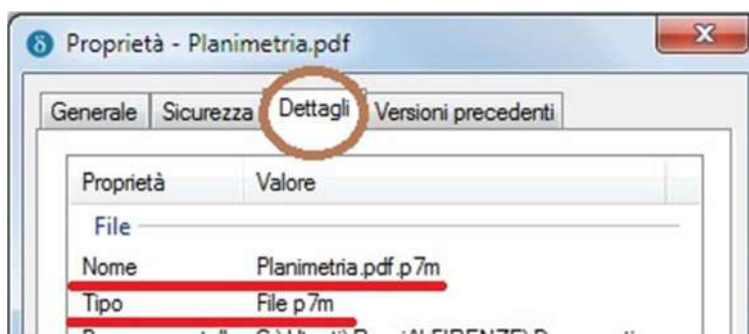 Proprietà - Planimetria.pdf
Generale Sicurezza Dettagli Versioni precedenti
Proprietà Valore
File
Nome Planimetria.pdf.p7m
Tipo File p7m